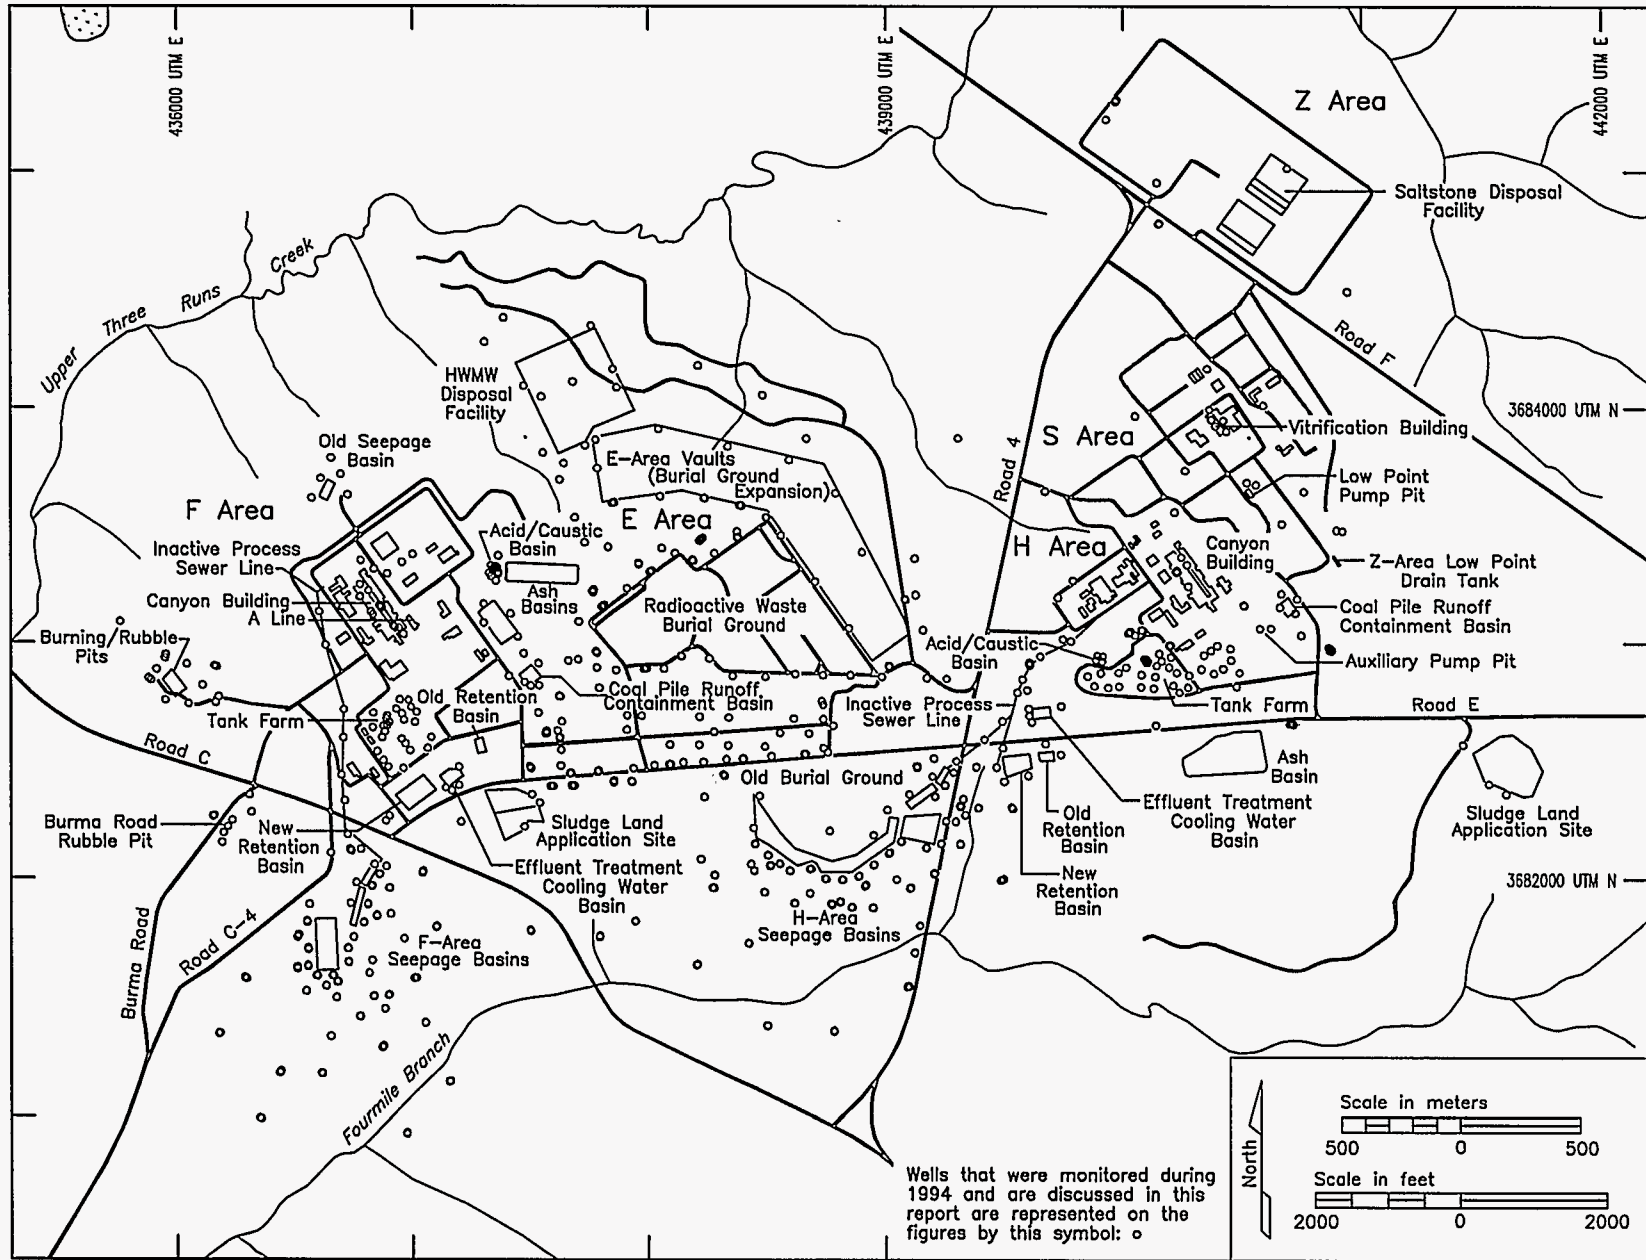 436000 UTM E
439000 UTM E
442000 UTM E
Z Area
Saltstone Disposal
Facility
Upper Three Runs Creek
Road F
HWMW
Disposal
Facility
3684000 UTM N
Vitrification Building
S Area
Old Seepage
Basin
E-Area Vaults
(Burial Ground
Expansion)
Road 4
Low Point
Pump Pit
F Area
E Area
Acid/Caustic
Basin
H Area
Canyon
Building
Inactive Process
Sewer Line
Z-Area Low Point
Drain Tank
Ash
Basins
Canyon Building
A Line
Radioactive Waste
Burial Ground
Coal Pile Runoff
Containment Basin
Burning/Rubble
Pits
Acid/Caustic
Basin
Auxiliary Pump Pit
Old Retention
Basin
Coal Pile Runoff
Containment Basin
Inactive Process
Sewer Line
Tank Farm
Road E
Tank Farm
Road C
Old Burial Ground
Ash
Basin
Burma Road
Rubble Pit
New
Retention
Basin
Sludge Land
Application Site
Effluent Treatment
Cooling Water
Basin
Old
Retention
Basin
Effluent Treatment
Cooling Water
Basin
Sludge Land
Application Site
New
Retention
Basin
3682000 UTM N
Burma Road
Road C-4
F-Area
Seepage Basins
H-Area
Seepage Basins
Fourmile Branch
Wells that were monitored during
1994 and are discussed in this
report are represented on the
figures by this symbol:
North
Scale in meters
500 0 500
Scale in feet
2000 0 2000